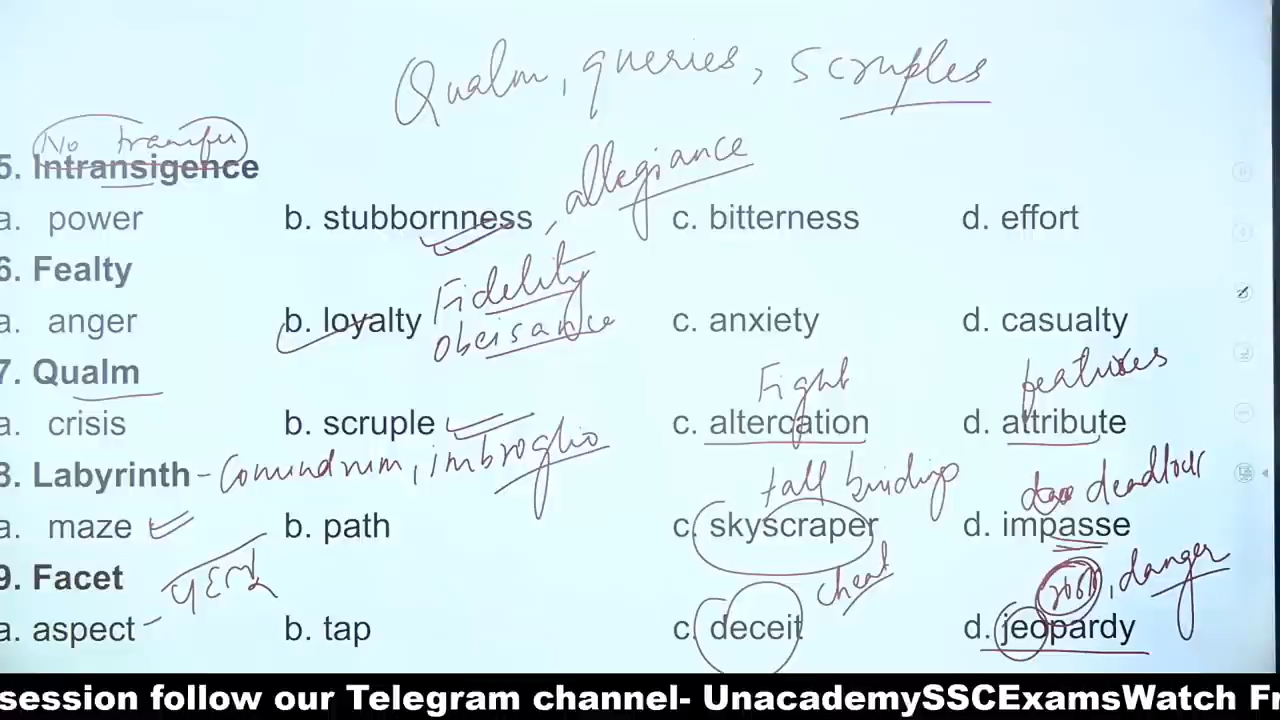 Qualm, queries, scruples
No transfer
5. Intransigence
allegiance
a. power b. stubbornness, c. bitterness d. effort
6. Fealty
Fidelity
a. anger b. loyalty c. anxiety d. casualty
obeisance
7. Qualm
Fight features
a. crisis b. scruple c. altercation d. attribute
8. Labyrinth - Conundrum, imbroglio
tall buildings deadlock
a. maze b. path c. skyscraper d. impasse
9. Facet
cheat , danger
a. aspect - b. tap c. deceit d. jeopardy
session follow our Telegram channel- UnacademySSCExamsWatch Fr